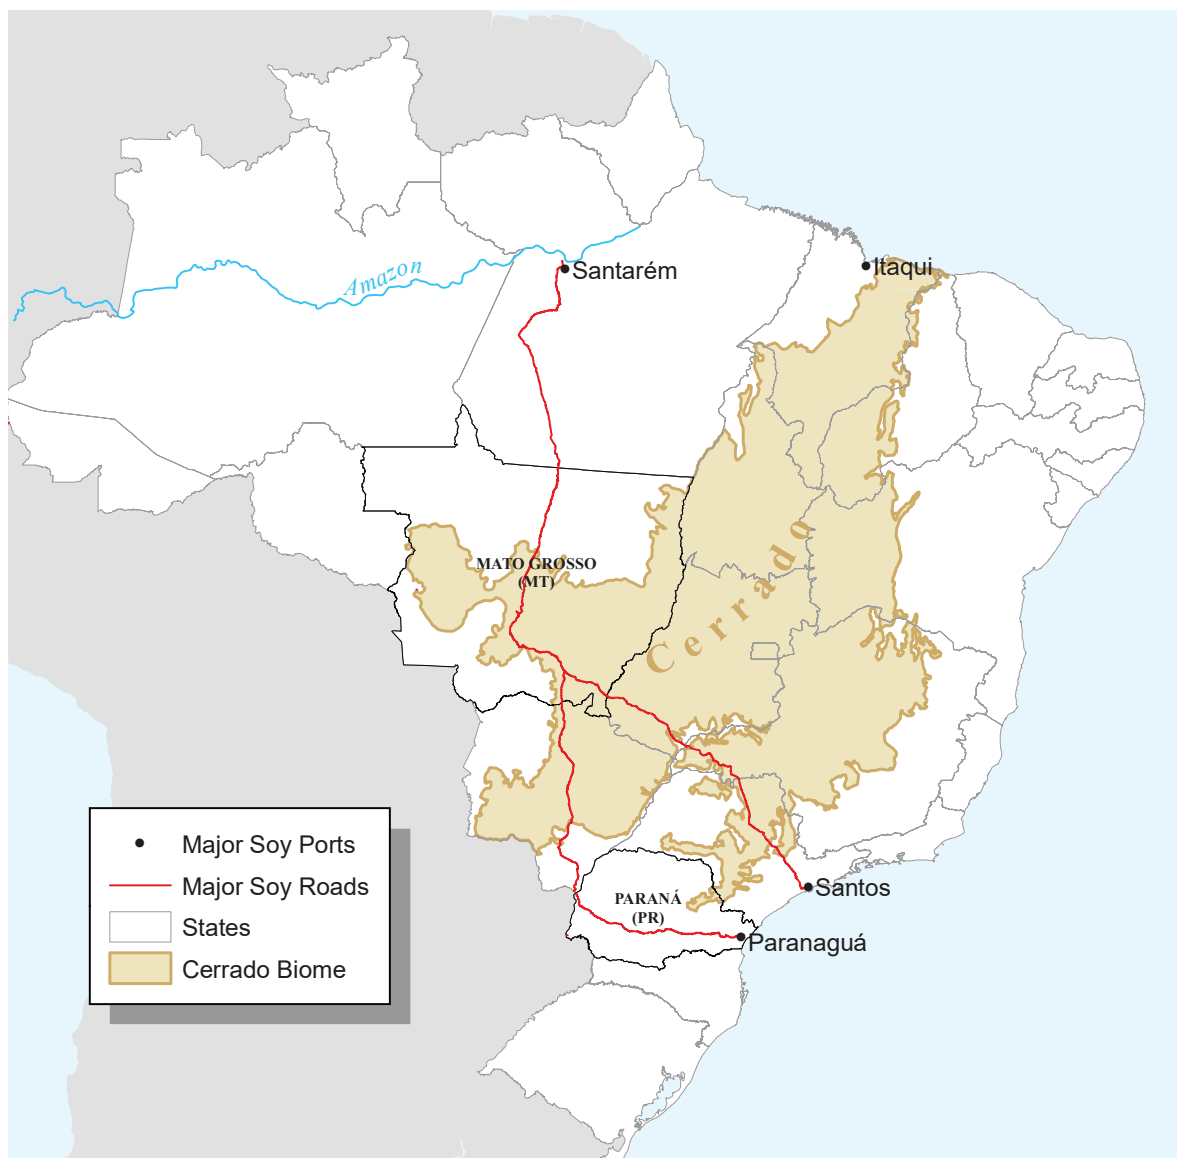 Amazon
Santarém
Itaqui
MATO GROSSO
(MT)
Cerrado
Major Soy Ports
Major Soy Roads
States
Cerrado Biome
PARANÁ
(PR)
Santos
Paranaguá